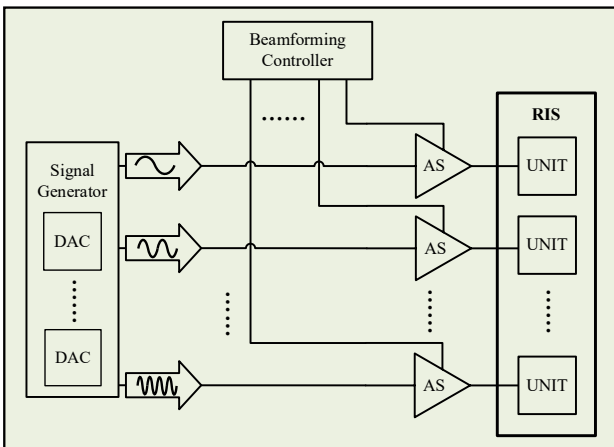 Beamforming
Controller
RIS
Signal
Generator
AS
UNIT
DAC
AS
UNIT
DAC
AS
UNIT